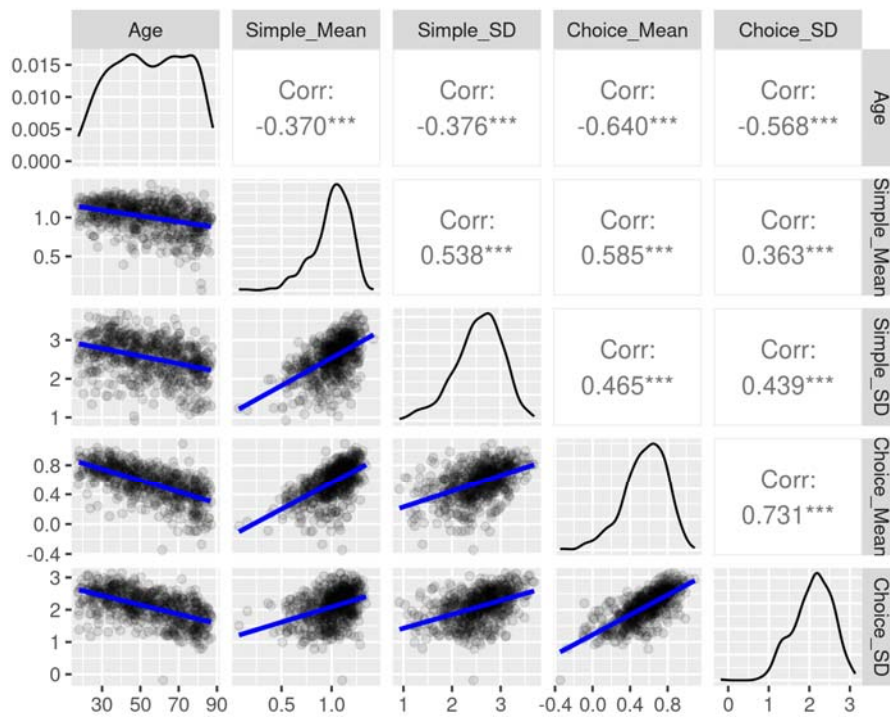 Age Simple_Mean Simple_SD Choice_Mean Choice_SD
0.015
0.010
0.005
0.000
Corr:
-0.370***
Corr:
-0.376***
Corr:
-0.640***
Corr:
-0.568***
Age
1.0
0.5
Corr:
0.538***
Corr:
0.585***
Corr:
0.363***
Simple_Mean
3
2
1
Corr:
0.465***
Corr:
0.439***
Simple_SD
0.8
0.4
0.0
-0.4
Corr:
0.731***
Choice_Mean
3
2
1
0
Choice_SD
30 50 70 90 0.5 1.0 1 2 3 -0.4 0.0 0.4 0.8 0 1 2 3